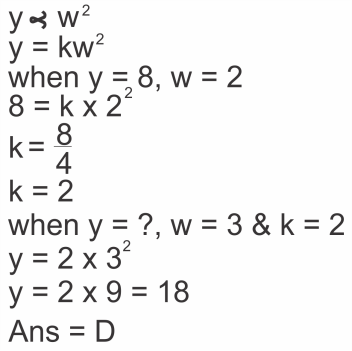 y ∝ w²
y = kw²
when y = 8, w = 2
8 = k x 2²
k = 8/4
k = 2
when y = ?, w = 3 & k = 2
y = 2 x 3²
y = 2 x 9 = 18
Ans = D